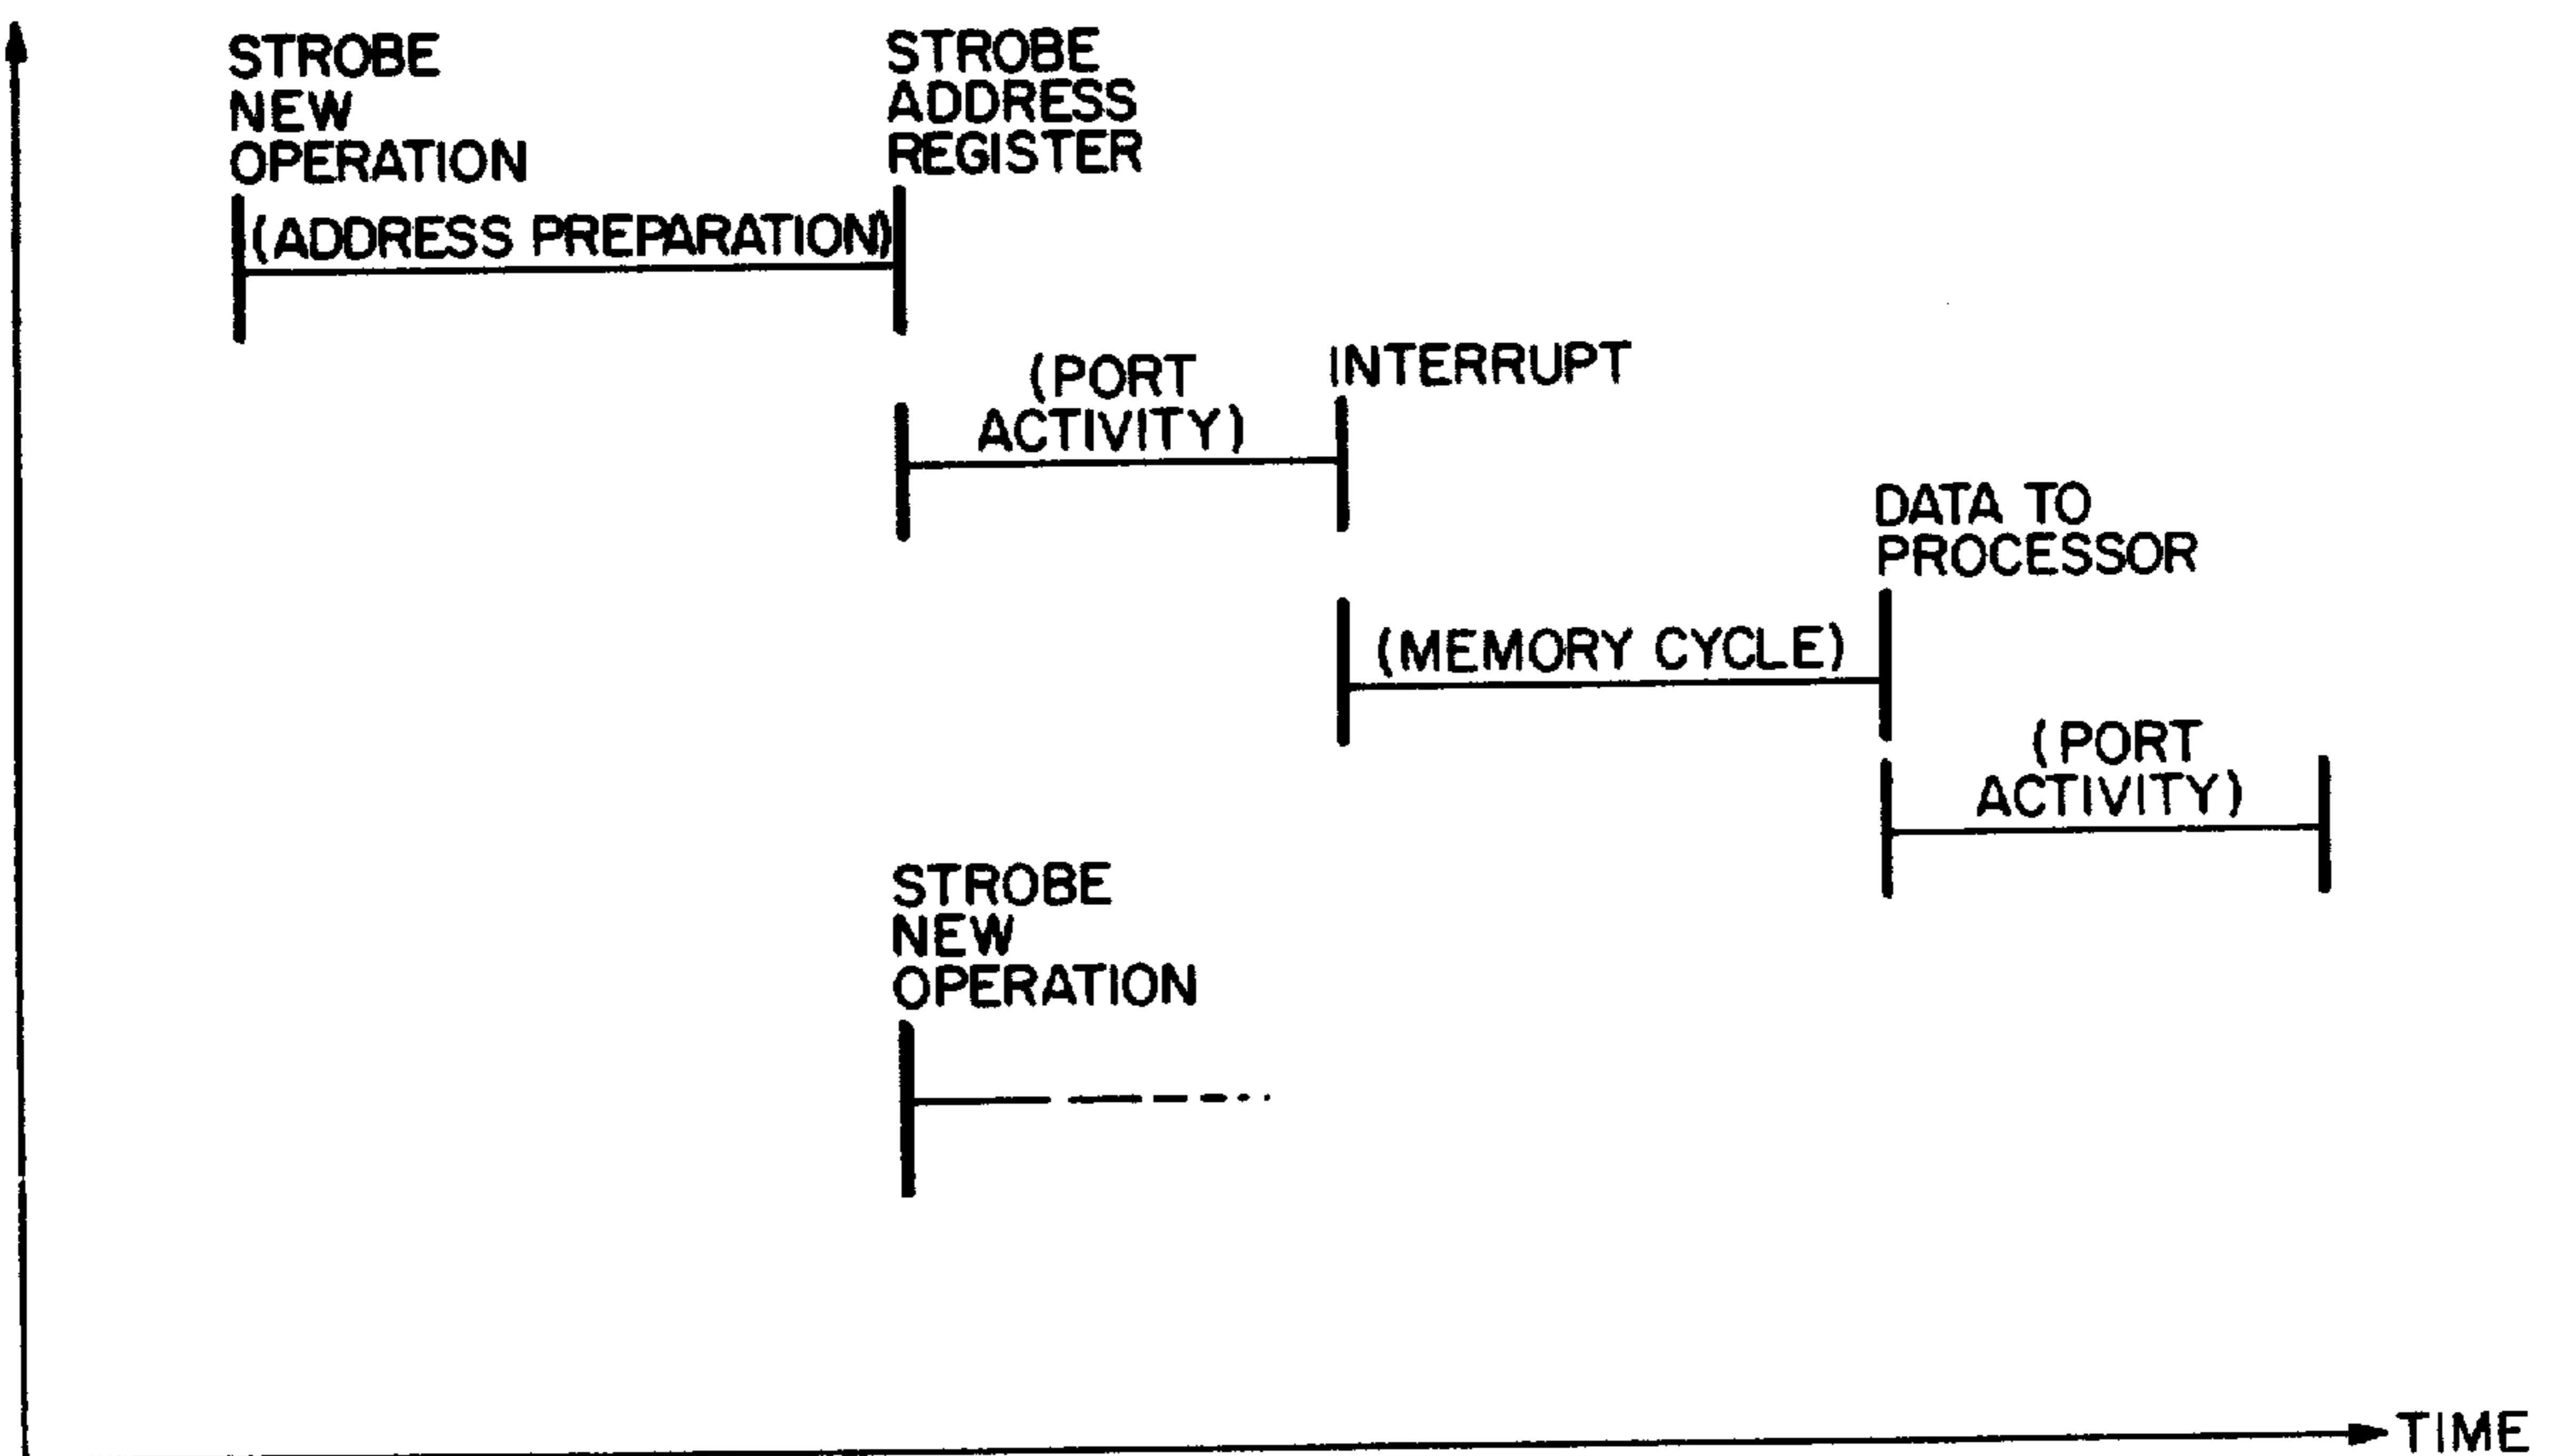 STROBE
NEW
OPERATION
STROBE
ADDRESS
REGISTER
(ADDRESS PREPARATION)
(PORT
ACTIVITY)
INTERRUPT
DATA TO
PROCESSOR
(MEMORY CYCLE)
(PORT
ACTIVITY)
STROBE
NEW
OPERATION
TIME